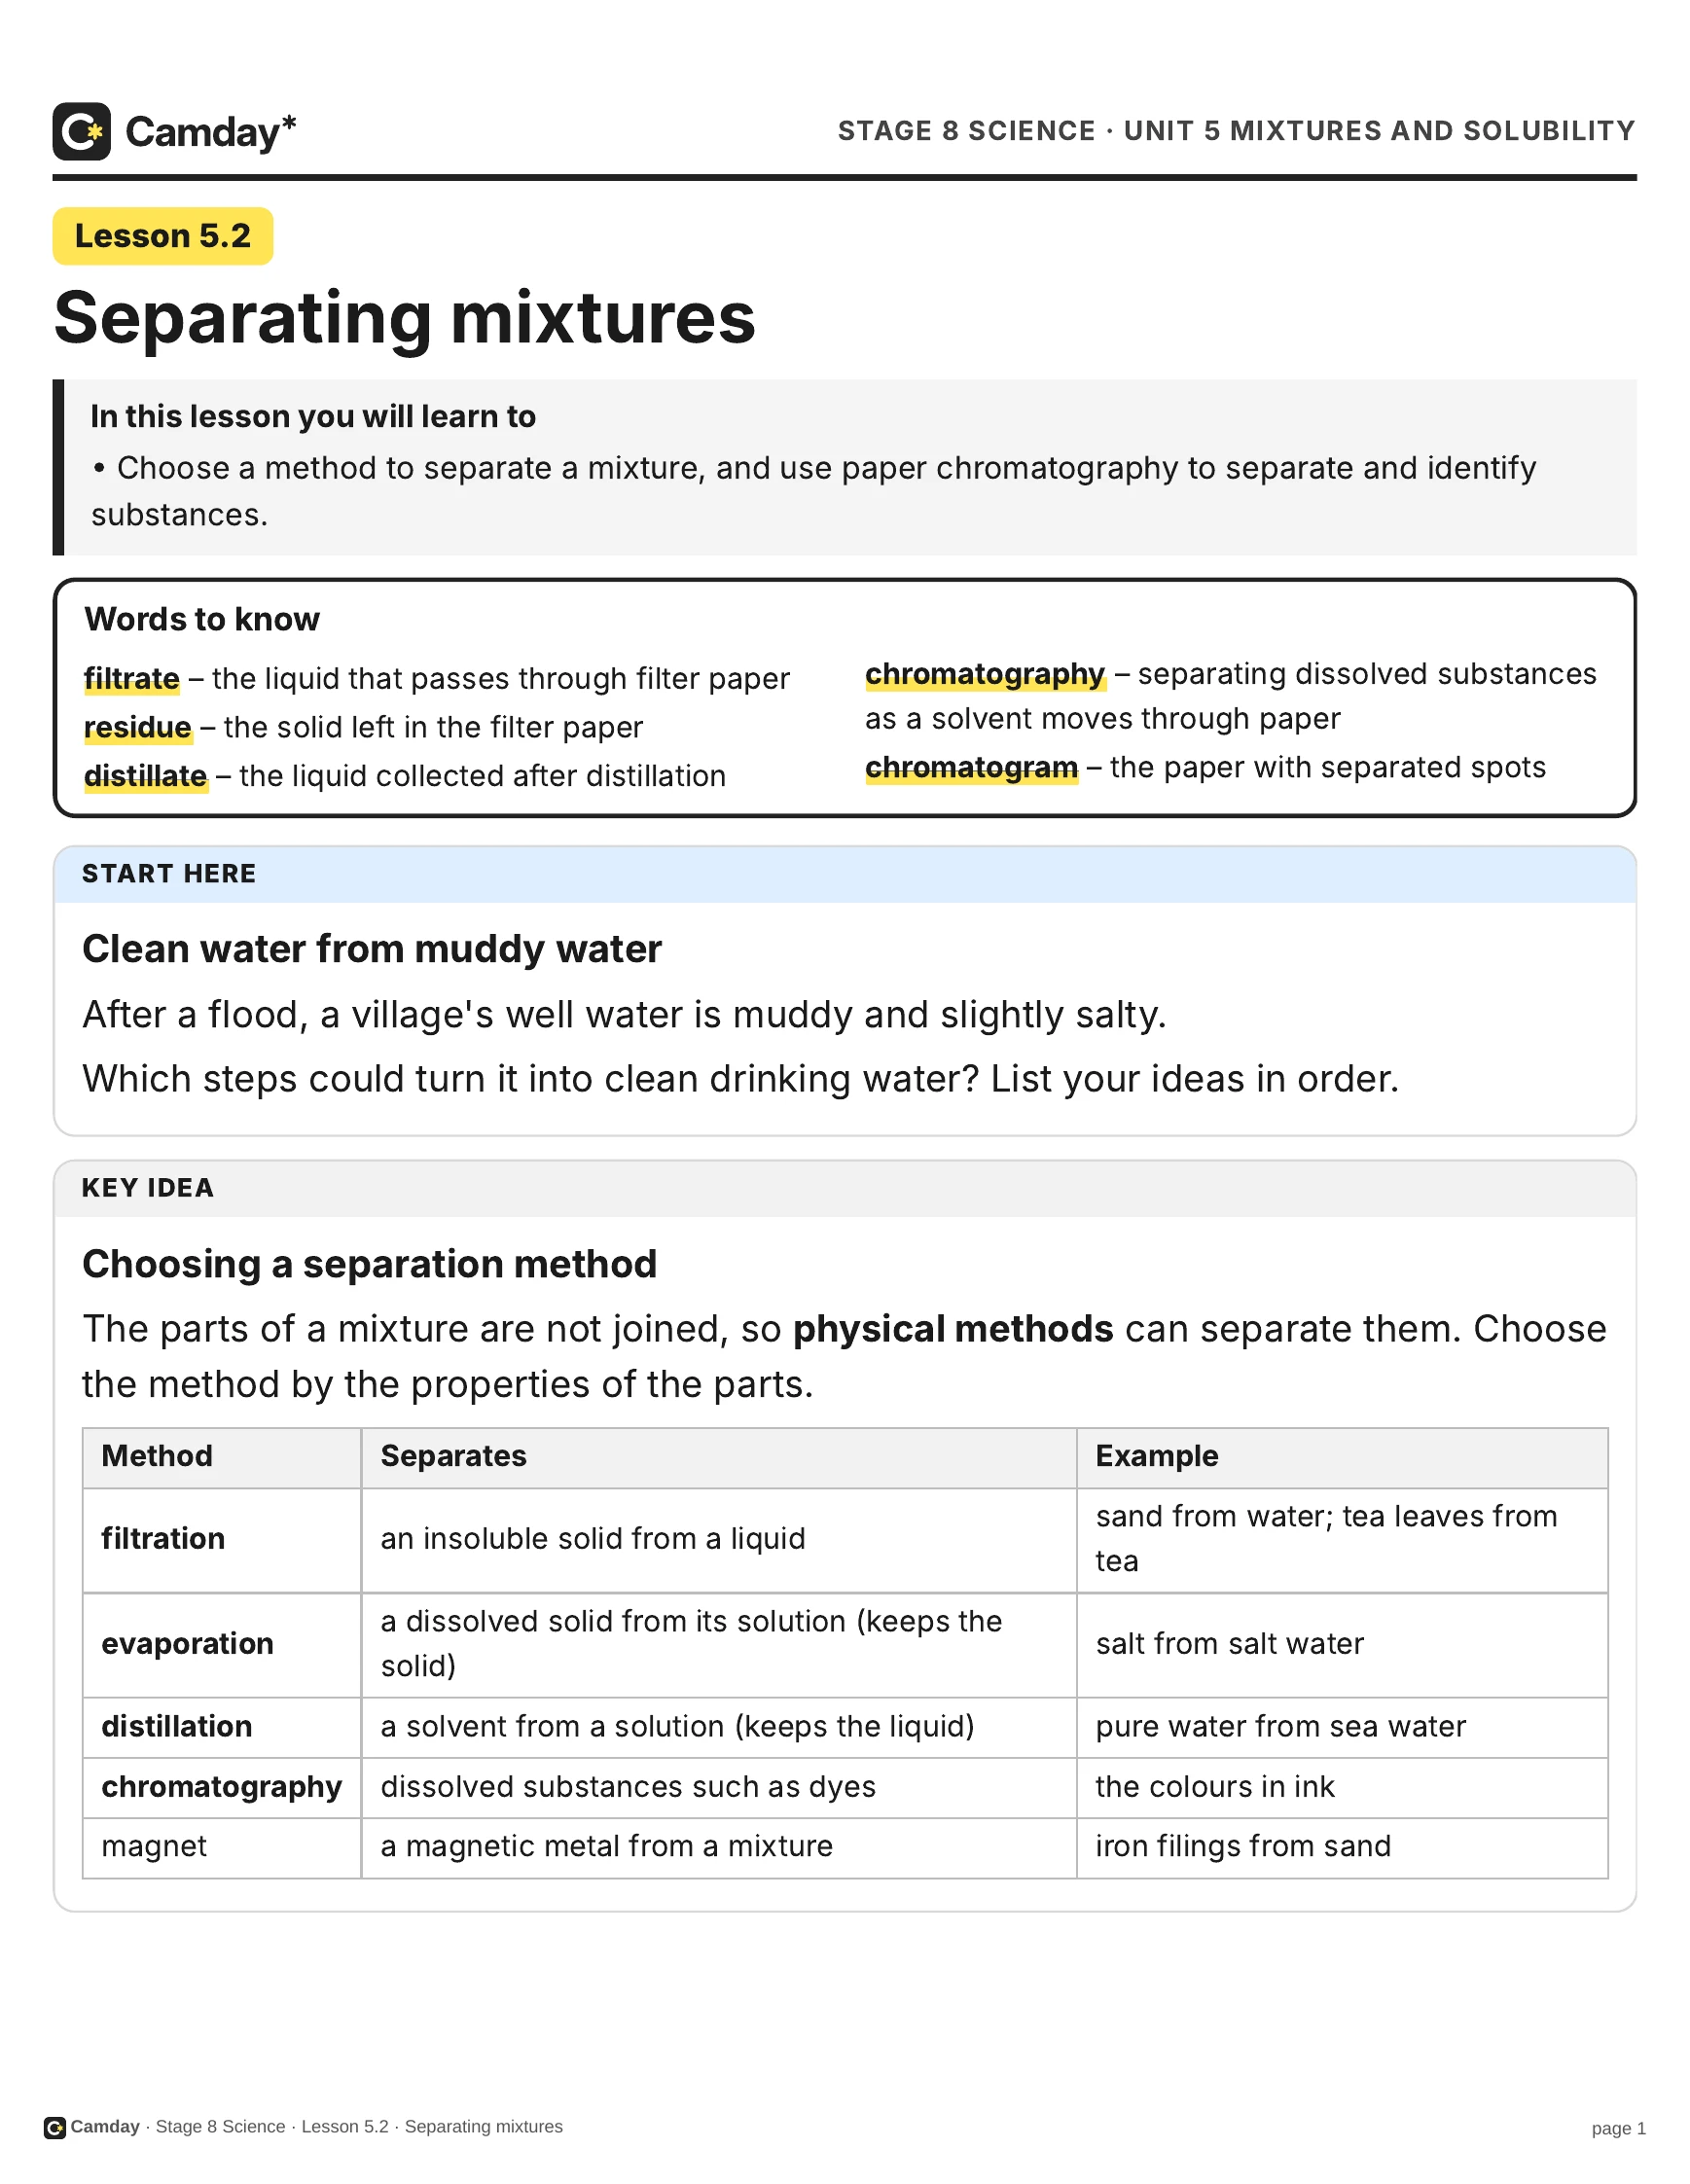 Camday*
STAGE 8 SCIENCE · UNIT 5 MIXTURES AND SOLUBILITY
Lesson 5.2
Separating mixtures
In this lesson you will learn to
• Choose a method to separate a mixture, and use paper chromatography to separate and identify
substances.
Words to know
filtrate – the liquid that passes through filter paper
residue – the solid left in the filter paper
distillate – the liquid collected after distillation
chromatography – separating dissolved substances
as a solvent moves through paper
chromatogram – the paper with separated spots
START HERE
Clean water from muddy water
After a flood, a village's well water is muddy and slightly salty.
Which steps could turn it into clean drinking water? List your ideas in order.
KEY IDEA
Choosing a separation method
The parts of a mixture are not joined, so physical methods can separate them. Choose
the method by the properties of the parts.
Method Separates Example
filtration an insoluble solid from a liquid sand from water; tea leaves from
tea
evaporation a dissolved solid from its solution (keeps the
solid) salt from salt water
distillation a solvent from a solution (keeps the liquid) pure water from sea water
chromatography dissolved substances such as dyes the colours in ink
magnet a magnetic metal from a mixture iron filings from sand
Camday · Stage 8 Science · Lesson 5.2 · Separating mixtures
page 1